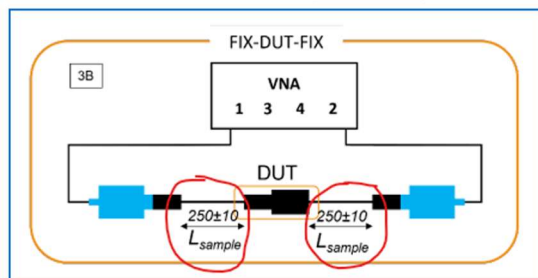 FIX-DUT-FIX
3B
VNA
1 3 4 2
DUT
250±10 250±10
Lsample Lsample